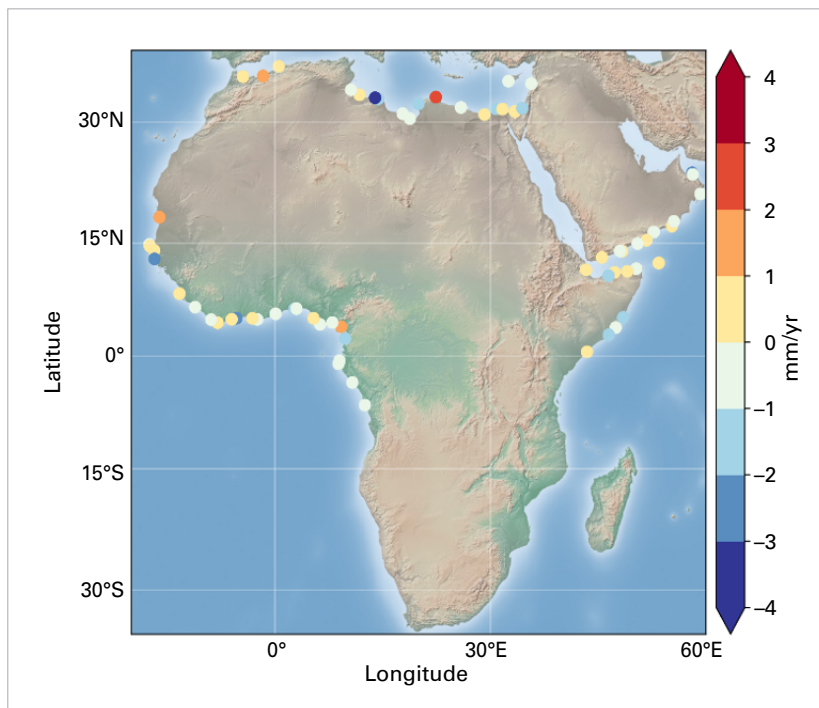 30°N
15°N
0°
15°S
30°S
Latitude
0°
30°E
60°E
Longitude
4
3
2
1
0
–1
–2
–3
–4
mm/yr